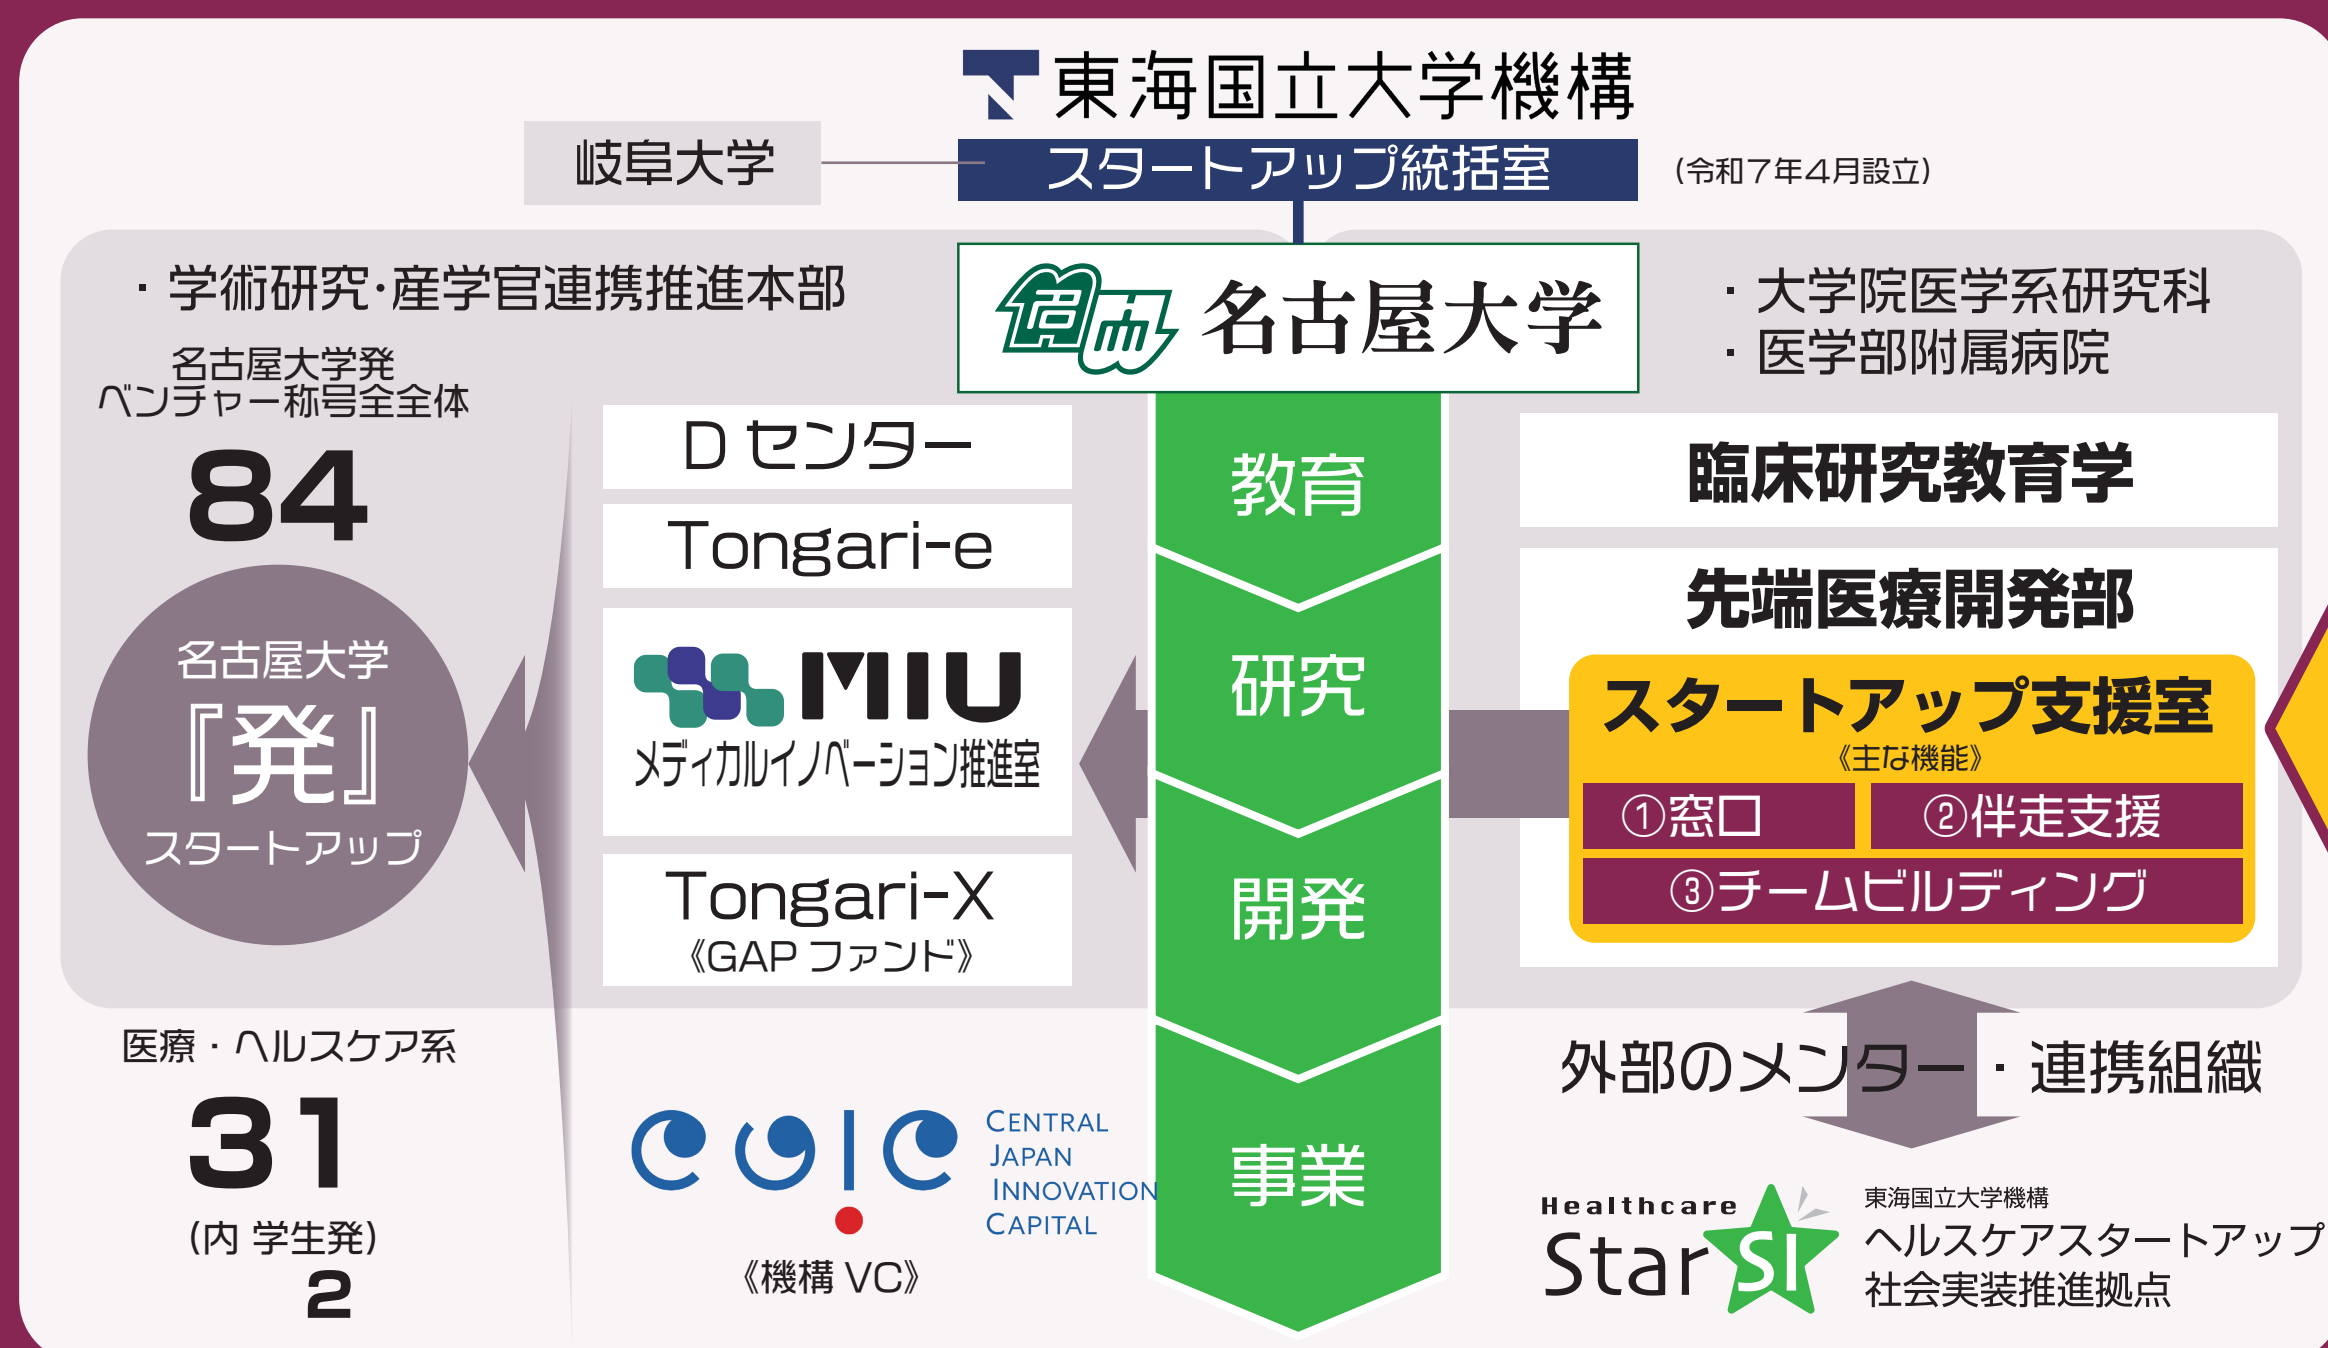 東海国立大学機構
岐阜大学
スタートアップ統括室
(令和7年4月設立)
・学術研究・産学官連携推進本部
名古屋大学
・大学院医学系研究科
・医学部附属病院
名古屋大学発
ベンチャー称号全全体
84
名古屋大学
『発』
スタートアップ
医療・ヘルスケア系
31
(内 学生発)
2
D センター
Tongari-e
MIU
メディカルイノベーション推進室
Tongari-X
《GAP ファンド》
CENTRAL
JAPAN
INNOVATION
CAPITAL
《機構 VC》
教育
研究
開発
事業
臨床研究教育学
先端医療開発部
スタートアップ支援室
《主な機能》
①窓口
②伴走支援
③チームビルディング
外部のメンター・連携組織
Healthcare
Star SI
東海国立大学機構
ヘルスケアスタートアップ
社会実装推進拠点